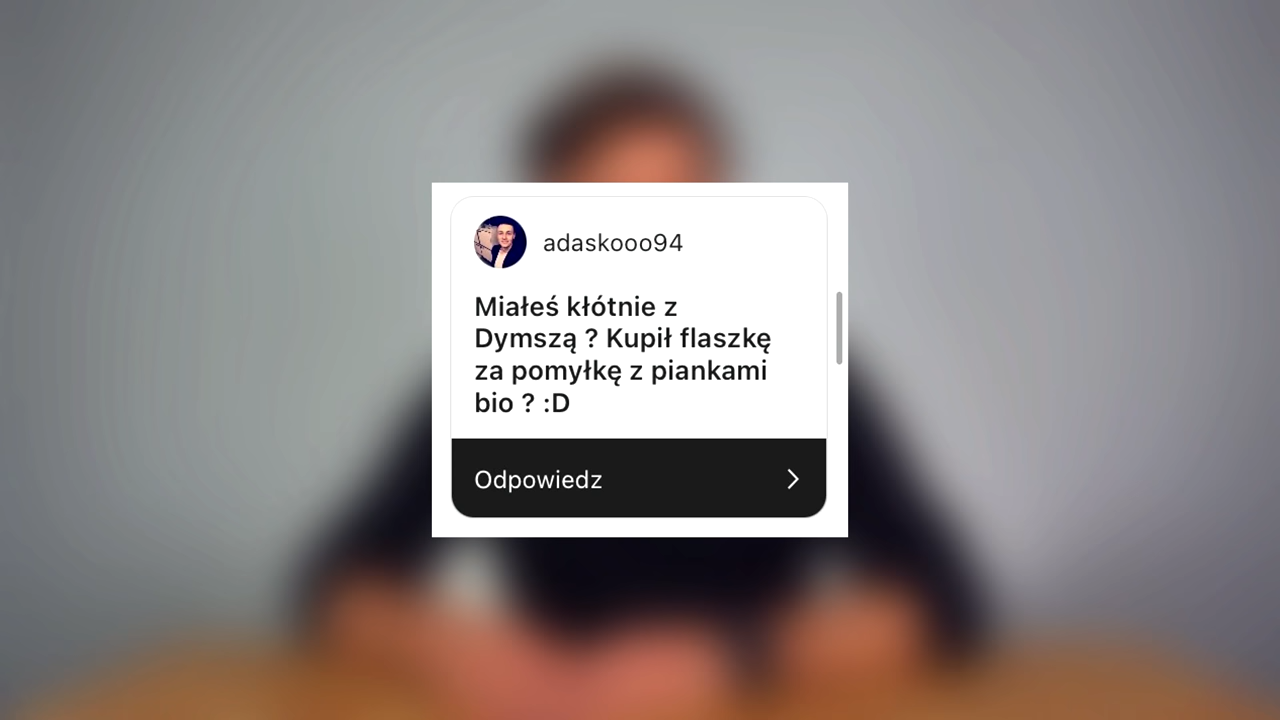 adaskooo94
Miałeś kłótnie z
Dymszą ? Kupił flaszkę
za pomyłkę z piankami
bio ? :D
Odpowiedz